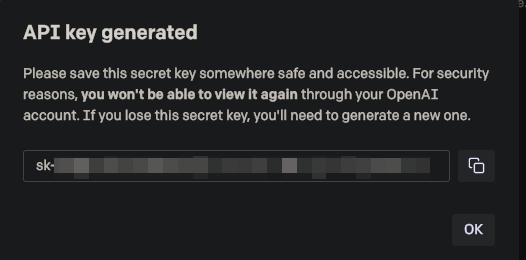 API key generated
Please save this secret key somewhere safe and accessible. For security
reasons, you won't be able to view it again through your OpenAI
account. If you lose this secret key, you'll need to generate a new one.
sk-
OK